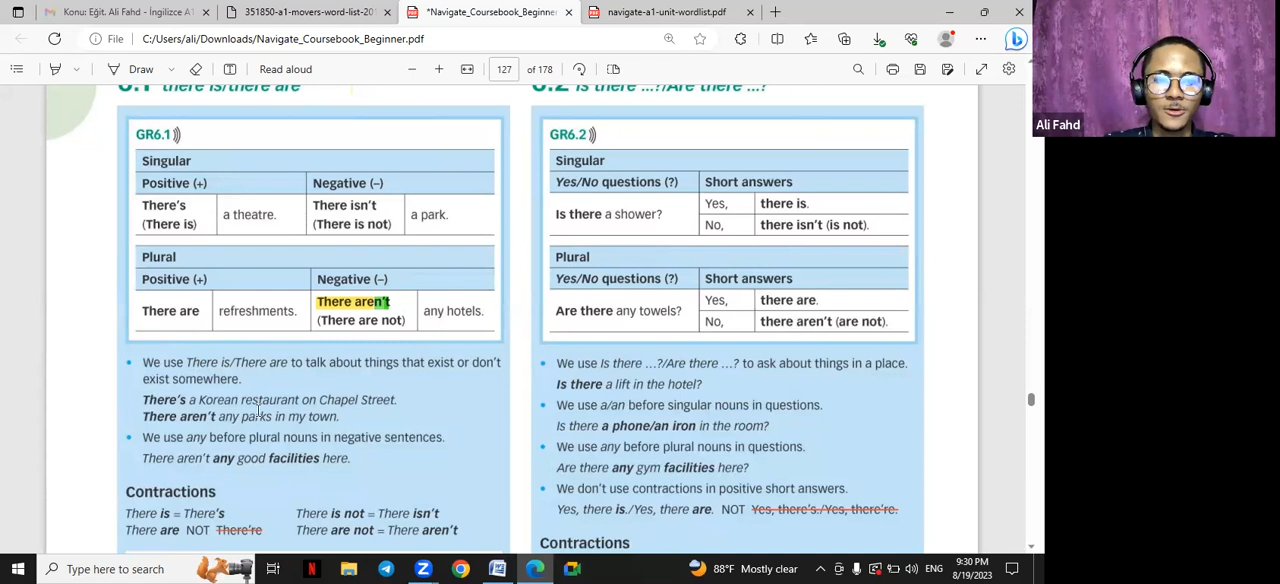 Konu: Eğit. Ali Fahd - İngilizce A1
351850-a1-movers-word-list-201
*Navigate_Coursebook_Beginner
navigate-a1-unit-wordlist.pdf
File C:/Users/ali/Downloads/Navigate_Coursebook_Beginner.pdf
Draw Read aloud 127 of 178
Ali Fahd
6.1 there is/there are
GR6.1
Singular
Positive (+) Negative (–)
There's (There is) a theatre. There isn't (There is not) a park.
Plural
Positive (+) Negative (–)
There are refreshments. There aren't (There are not) any hotels.
• We use There is/There are to talk about things that exist or don't
exist somewhere.
There's a Korean restaurant on Chapel Street.
There aren't any parks in my town.
• We use any before plural nouns in negative sentences.
There aren't any good facilities here.
Contractions
There is = There's There is not = There isn't
There are NOT There're There are not = There aren't
6.2 Is there ...?/Are there ...?
GR6.2
Singular
Yes/No questions (?) Short answers
Is there a shower? Yes, there is.
No, there isn't (is not).
Plural
Yes/No questions (?) Short answers
Are there any towels? Yes, there are.
No, there aren't (are not).
• We use Is there ...?/Are there ...? to ask about things in a place.
Is there a lift in the hotel?
• We use a/an before singular nouns in questions.
Is there a phone/an iron in the room?
• We use any before plural nouns in questions.
Are there any gym facilities here?
• We don't use contractions in positive short answers.
Yes, there is./Yes, there are. NOT Yes, there's./Yes, there're.
Contractions
Type here to search
88°F Mostly clear
ENG
9:30 PM
8/19/2023